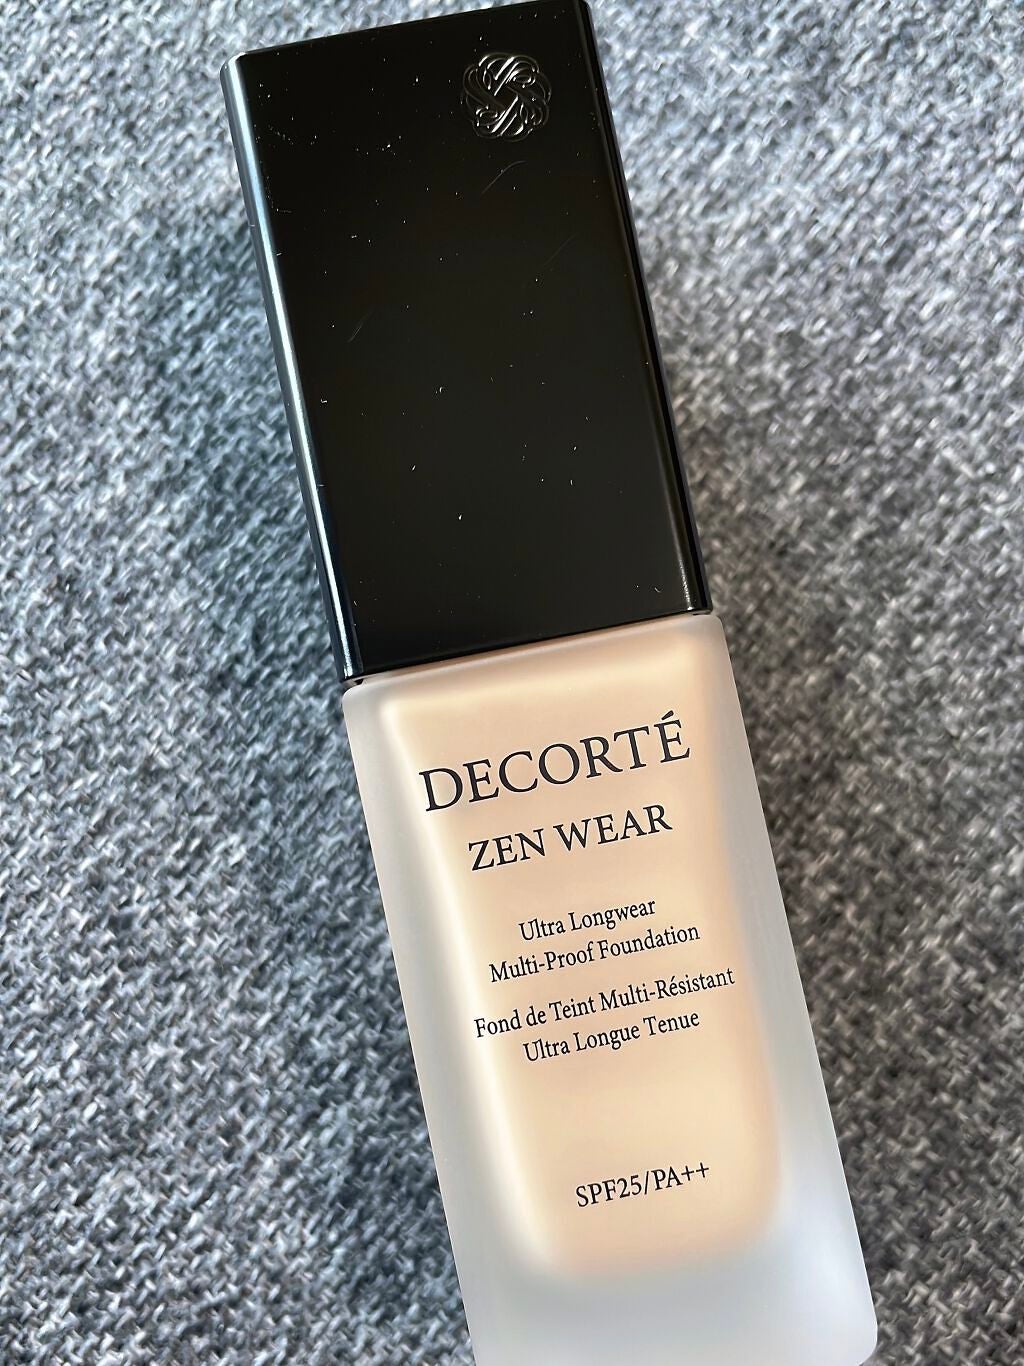 DECORTÉ
ZEN WEAR
Ultra Longwear
Multi-Proof Foundation
Fond de Teint Multi-Résistant
Ultra Longue Tenue
SPF25/PA++